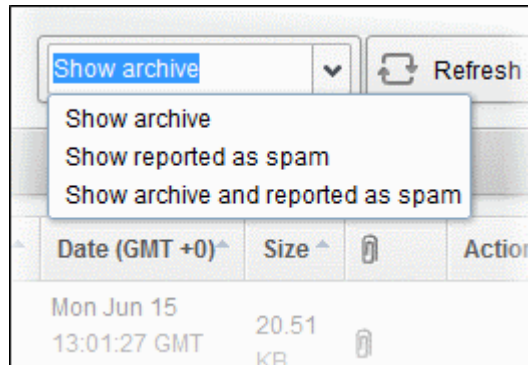 Show archive
Refresh
Show archive
Show reported as spam
Show archive and reported as spam
Date (GMT +0) Size Action
Mon Jun 15
13:01:27 GMT
20.51
KB